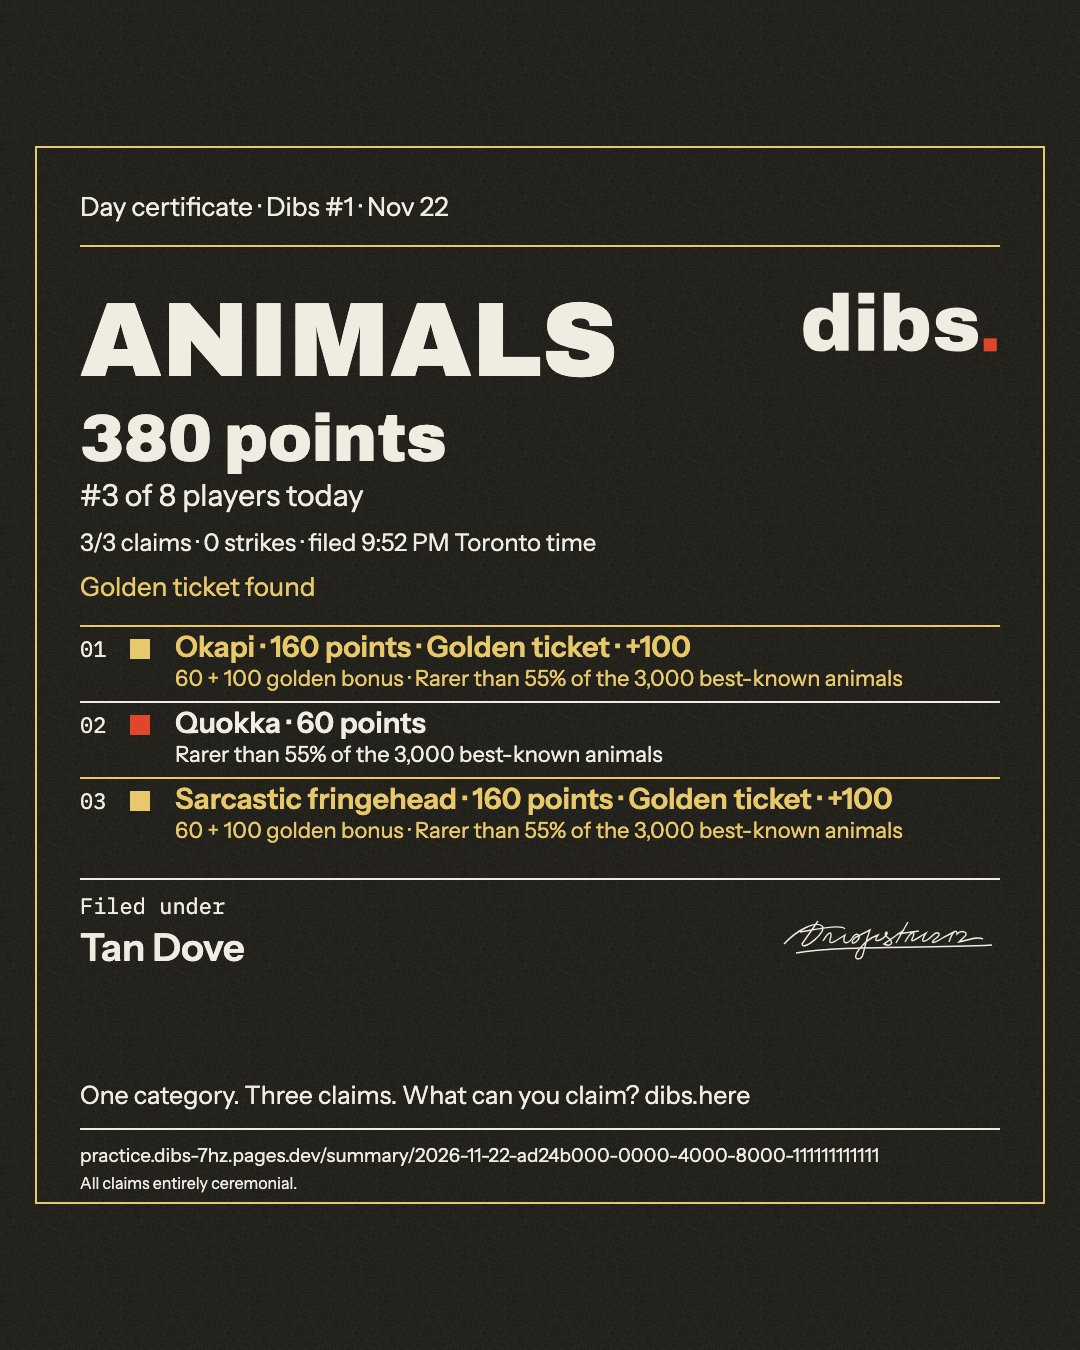 Day certificate · Dibs #1 · Nov 22
ANIMALS
dibs.
380 points
#3 of 8 players today
3/3 claims · 0 strikes · filed 9:52 PM Toronto time
Golden ticket found
01 Okapi · 160 points · Golden ticket · +100
60 + 100 golden bonus · Rarer than 55% of the 3,000 best-known animals
02 Quokka · 60 points
Rarer than 55% of the 3,000 best-known animals
03 Sarcastic fringehead · 160 points · Golden ticket · +100
60 + 100 golden bonus · Rarer than 55% of the 3,000 best-known animals
Filed under
Tan Dove
One category. Three claims. What can you claim? dibs.here
practice.dibs-7hz.pages.dev/summary/2026-11-22-ad24b000-0000-4000-8000-111111111111
All claims entirely ceremonial.